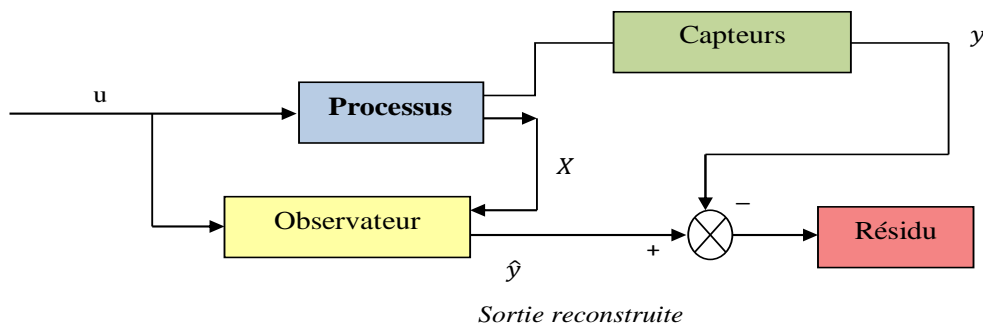 Capteurs
y
u
Processus
X
Observateur
−
+
Résidu
ŷ
Sortie reconstruite